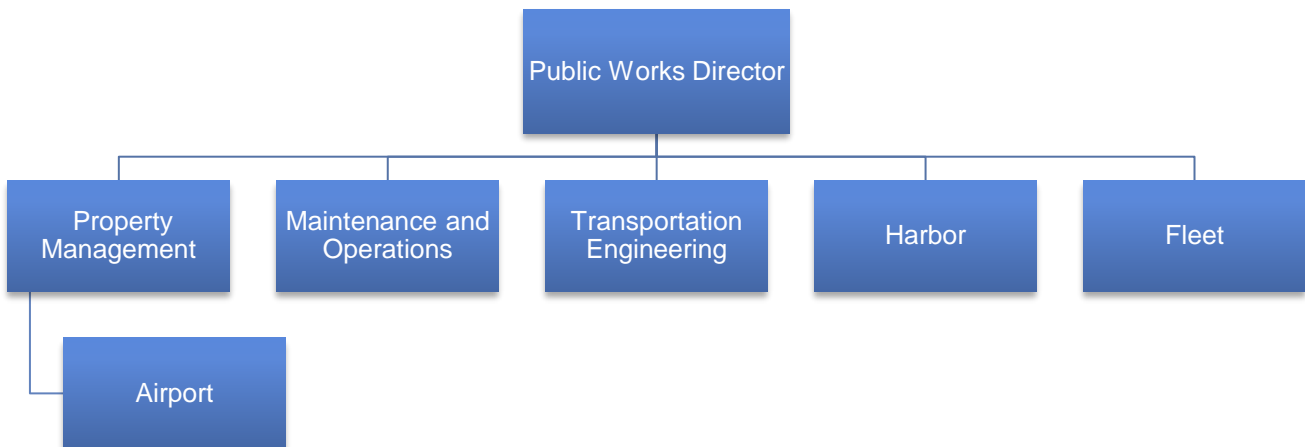 Public Works Director
Property
Management
Maintenance and
Operations
Transportation
Engineering
Harbor
Fleet
Airport